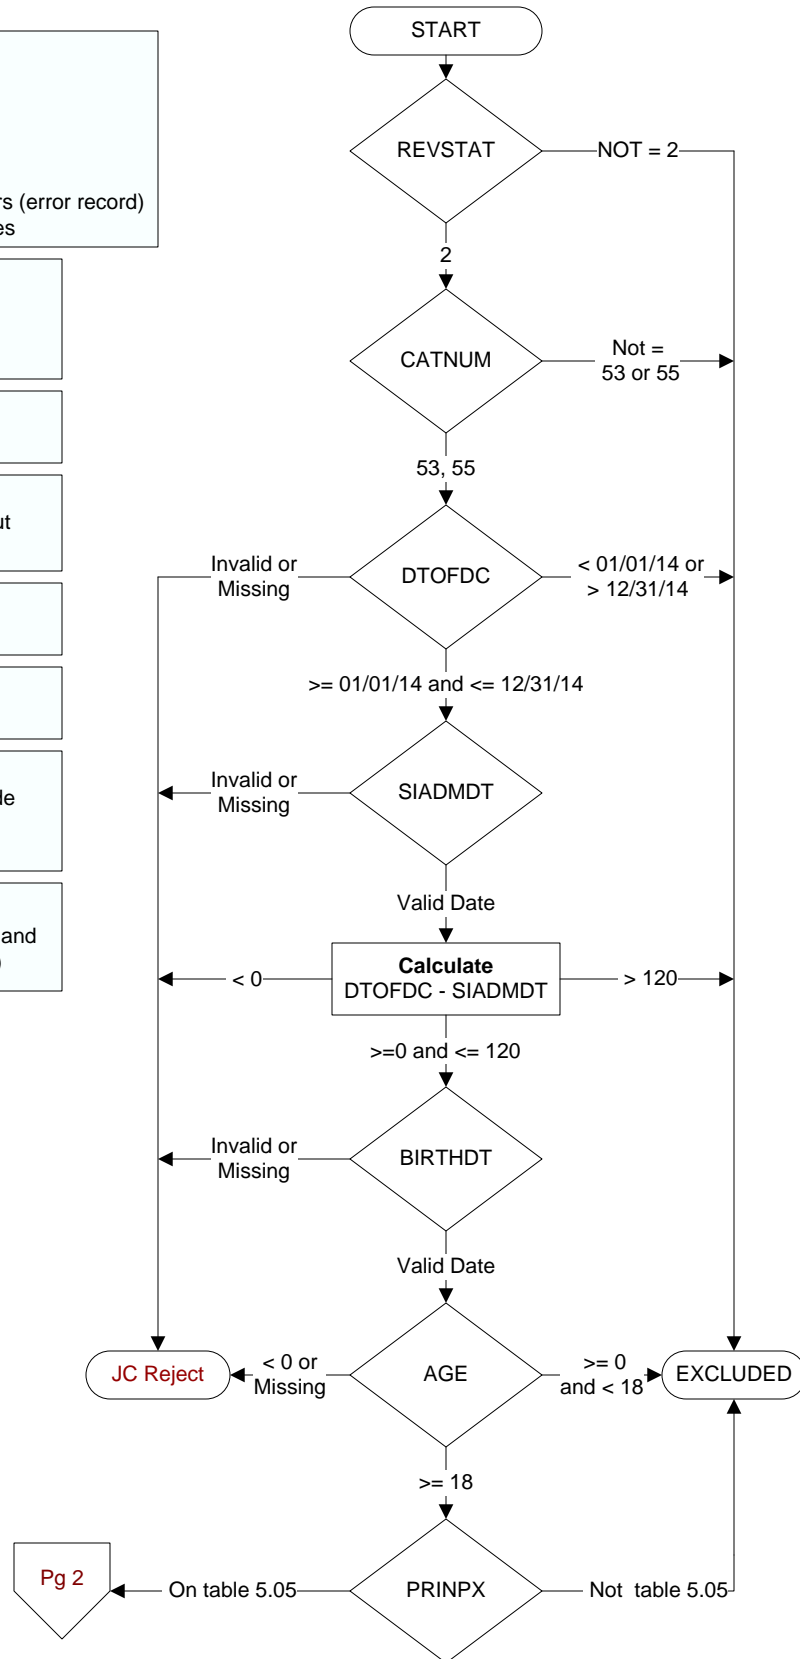 START
rs (error record)
es
REVSTAT
NOT = 2
2
CATNUM
Not =
53 or 55
53, 55
ut
Invalid or
Missing
DTOFDC
< 01/01/14 or
> 12/31/14
>= 01/01/14 and <= 12/31/14
Invalid or
Missing
SIADMDT
de
Valid Date
and
)
< 0
Calculate
DTOFDC - SIADMDT
> 120
>=0 and <= 120
Invalid or
Missing
BIRTHDT
Valid Date
JC Reject
< 0 or
Missing
AGE
>= 0
and < 18
EXCLUDED
>= 18
Pg 2
On table 5.05
PRINPX
Not table 5.05